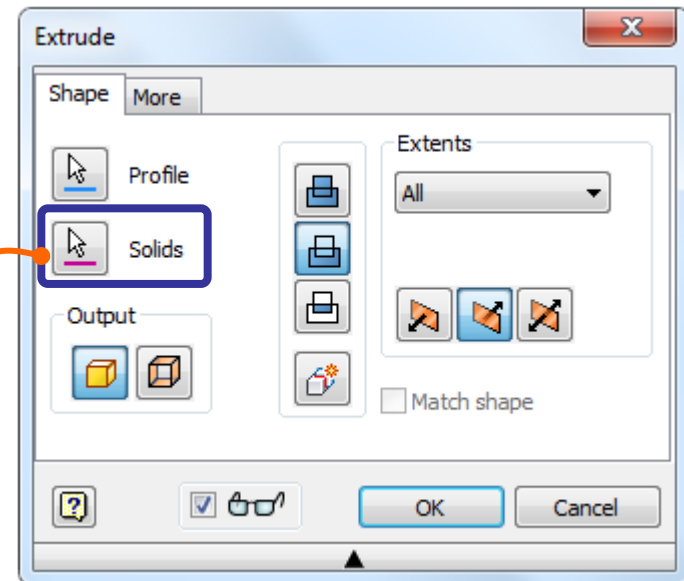 Extrude
Shape More
Extents
Profile
All
Solids
Output
Match shape
OK Cancel